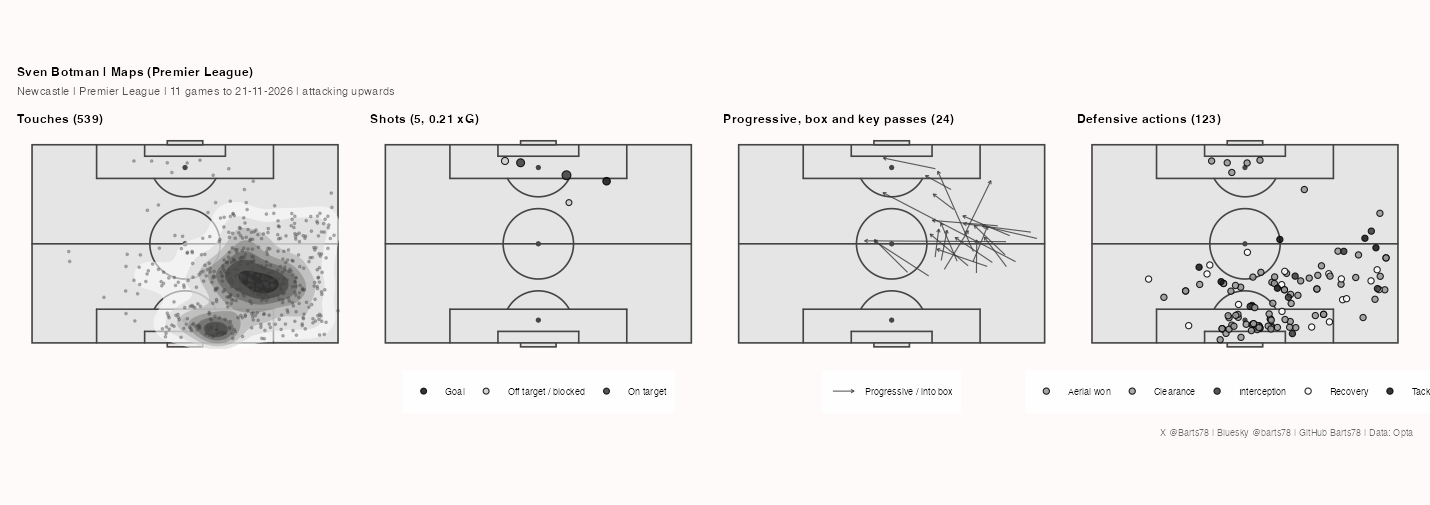 Sven Botman | Maps (Premier League)
Newcastle | Premier League | 11 games to 21-11-2026 | attacking upwards
Touches (539)
Shots (5, 0.21 xG)
Progressive, box and key passes (24)
Defensive actions (123)
Goal
Off target / blocked
On target
Progressive / into box
Aerial won
Clearance
Interception
Recovery
Tack
X @Barts78 | Bluesky @barts78 | GitHub Barts78 | Data: Opta